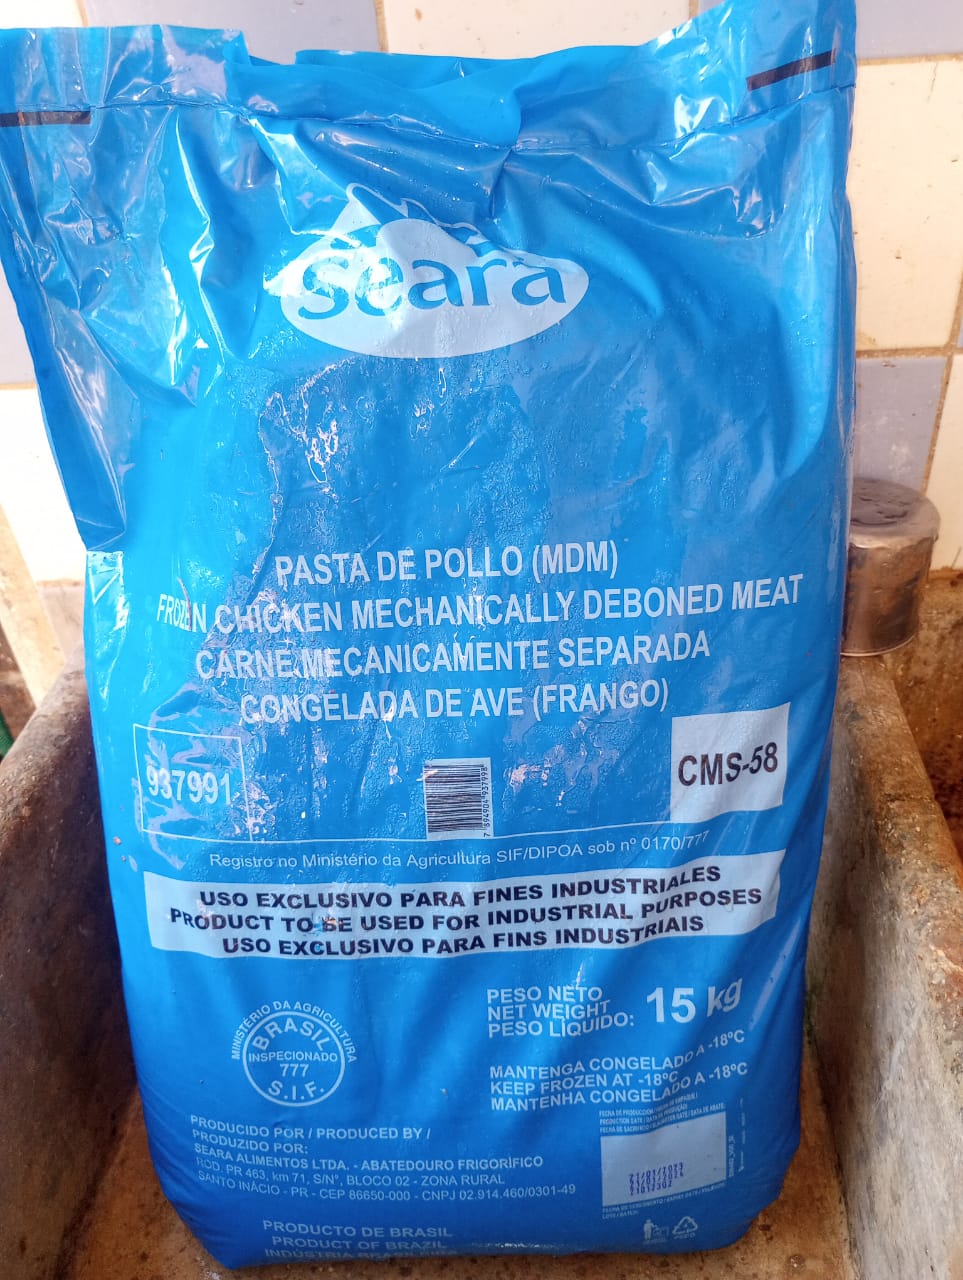 seara
PASTA DE POLLO (MDM)
FROZEN CHICKEN MECHANICALLY DEBONED MEAT
CARNE MECANICAMENTE SEPARADA
CONGELADA DE AVE (FRANGO)
937991
CMS-58
Registro no Ministério da Agricultura SIF/DIPOA sob nº 0170/777
USO EXCLUSIVO PARA FINES INDUSTRIALES
PRODUCT TO BE USED FOR INDUSTRIAL PURPOSES
USO EXCLUSIVO PARA FINS INDUSTRIAIS
MINISTÉRIO DA AGRICULTURA
BRASIL
INSPECIONADO
777
S.I.F.
PESO NETO
NET WEIGHT
PESO LÍQUIDO:
15 kg
MANTENGA CONGELADO A -18ºC
KEEP FROZEN AT -18ºC
MANTENHA CONGELADO A -18ºC
PRODUCIDO POR / PRODUCED BY /
PRODUZIDO POR:
SEARA ALIMENTOS LTDA. - ABATEDOURO FRIGORÍFICO
ROD. PR 463, km 71, S/Nº, BLOCO 02 - ZONA RURAL
SANTO INÁCIO - PR - CEP 86650-000 - CNPJ 02.914.460/0301-49
PRODUCTO DE BRASIL
PRODUCT OF BRAZIL